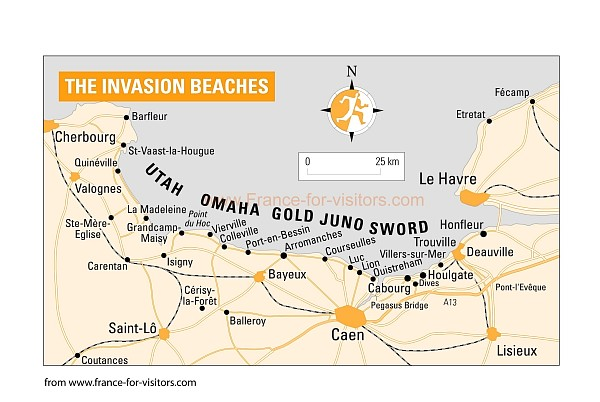 THE INVASION BEACHES
N
Fécamp
Etretat
Barfleur
Cherbourg
St-Vaast-la-Hougue
0 25 km
Quinéville
Le Havre
Valognes
UTAH OMAHA GOLD JUNO SWORD
www.France-for-visitors.com
La Madeleine
Point
du Hoc
Ste-Mère-
Eglise
Grandcamp
Maisy
Vierville
Colleville
Port-en-Bessin
Arromanches
Courseulles
Luc
Lion
Ouistreham
Villers-sur-Mer
Trouville
Honfleur
Deauville
Houlgate
Cabourg
Dives
Carentan
Isigny
Bayeux
Pegasus Bridge
A13
Pont-l'Evêque
Cérisy-
la-Forêt
Balleroy
Saint-Lô
Caen
Lisieux
Coutances
from www.france-for-visitors.com